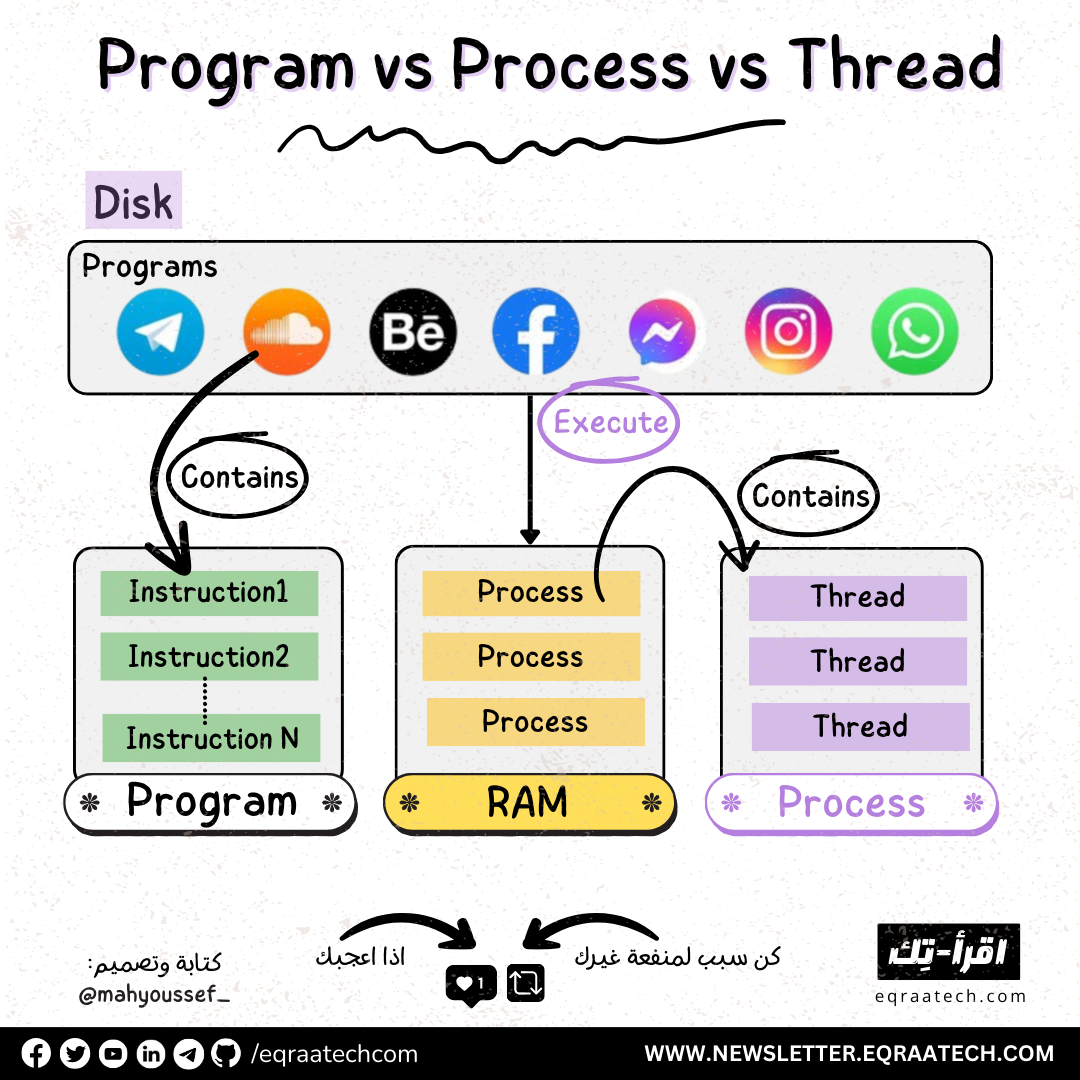 Program vs Process vs Thread
Disk
Programs
Bē
Execute
Contains
Contains
Instruction1
Instruction2
Instruction N
Program
Process
Process
Process
RAM
Thread
Thread
Thread
Process
كتابة وتصميم:
@mahyoussef_
اذا اعجبك
1
كن سبب لمنفعة غيرك
اقرأ-تِك
eqraatech.com
/eqraatechcom
WWW.NEWSLETTER.EQRAATECH.COM